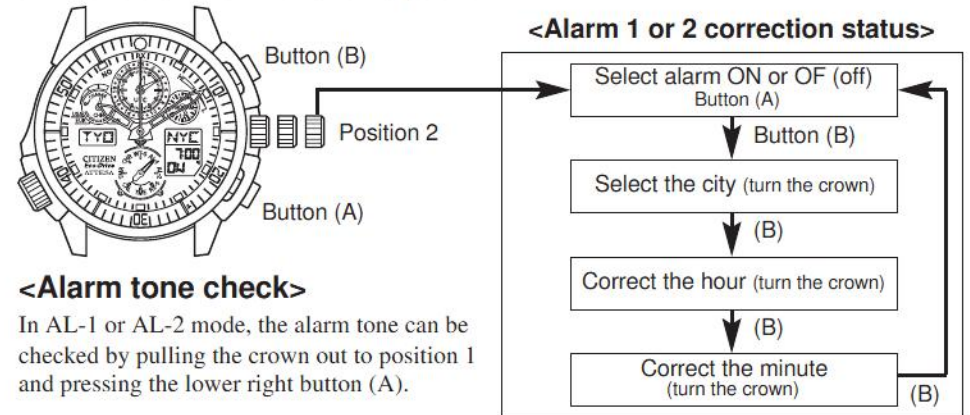 Button (B)
Position 2
Button (A)
TYO
NYC
7:00
CITIZEN
Eco-Drive
ATTESA
50
40
30
<Alarm tone check>
In AL-1 or AL-2 mode, the alarm tone can be
checked by pulling the crown out to position 1
and pressing the lower right button (A).
<Alarm 1 or 2 correction status>
Select alarm ON or OF (off)
Button (A)
Button (B)
Select the city (turn the crown)
(B)
Correct the hour (turn the crown)
(B)
Correct the minute
(turn the crown)
(B)